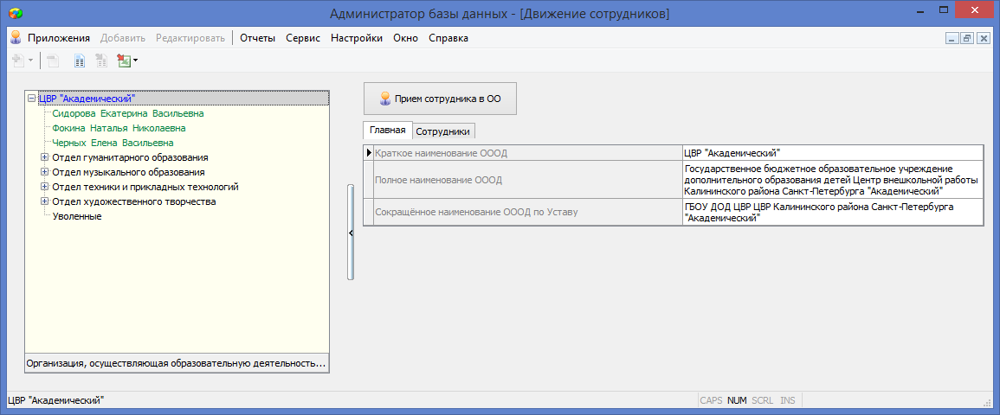 Администратор базы данных - [Движение сотрудников]
Приложения Добавить Редактировать Отчеты Сервис Настройки Окно Справка
ЦВР "Академический"
Сидорова Екатерина Васильевна
Фокина Наталья Николаевна
Черных Елена Васильевна
Отдел гуманитарного образования
Отдел музыкального образования
Отдел техники и прикладных технологий
Отдел художественного творчества
Уволенные
Организация, осуществляющая образовательную деятельность...
Прием сотрудника в ОО
Главная Сотрудники
Краткое наименование ОООД ЦВР "Академический"
Полное наименование ОООД
Государственное бюджетное образовательное учреждение
дополнительного образования детей Центр внешкольной работы
Калининского района Санкт-Петербурга "Академический"
Сокращённое наименование ОООД по Уставу
ГБОУ ДОД ЦВР ЦВР Калининского района Санкт-Петербурга
"Академический"
ЦВР "Академический" CAPS NUM SCRL INS